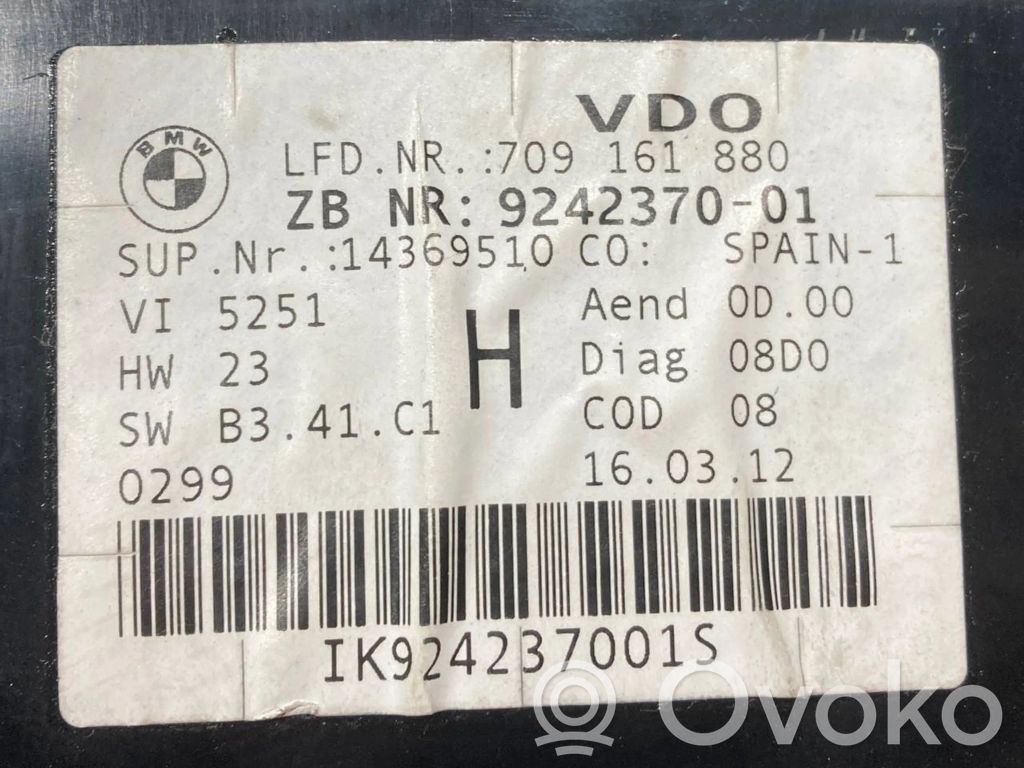 VDO
BMW
LFD.NR.:709 161 880
ZB NR: 9242370-01
SUP.Nr.:14369510 CO: SPAIN-1
VI 5251
Aend 0D.00
HW 23
H
Diag 08D0
SW B3.41.C1
COD 08
0299
16.03.12
IK924237001S
Ovoko